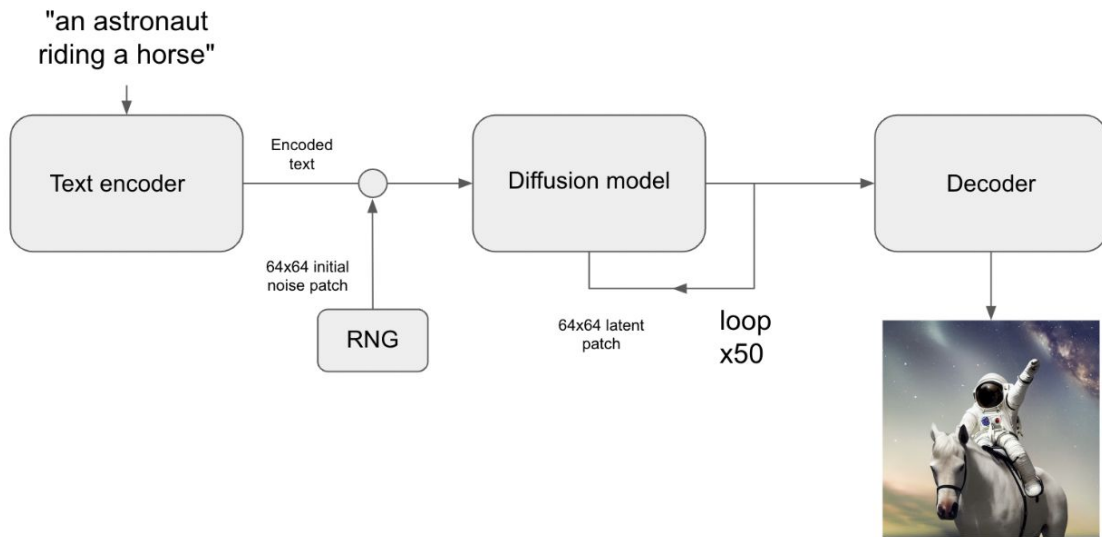 "an astronaut
riding a horse"
Text encoder
Encoded
text
64x64 initial
noise patch
RNG
Diffusion model
64x64 latent
patch
loop
x50
Decoder